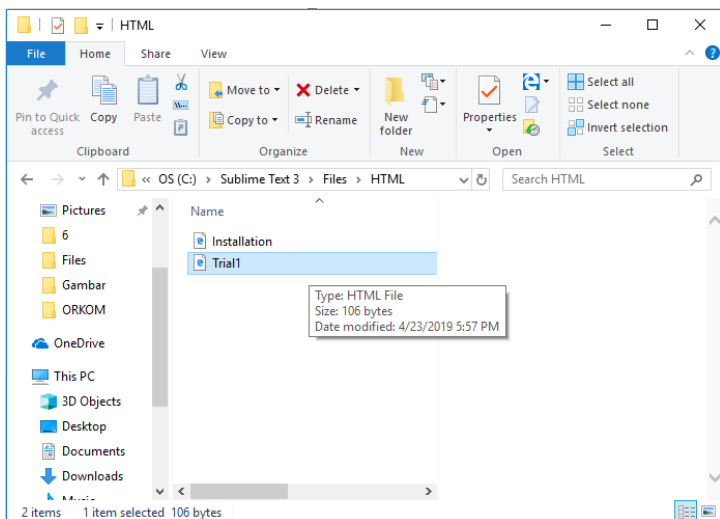 HTML
File Home Share View
Pin to Quick access
Copy
Paste
Move to
Copy to
Delete
Rename
New folder
Properties
Select all
Select none
Invert selection
Clipboard Organize New Open Select
« OS (C:) > Sublime Text 3 > Files > HTML
Search HTML
Pictures
6
Files
Gambar
ORKOM
OneDrive
This PC
3D Objects
Desktop
Documents
Downloads
Name
Installation
Trial1
Type: HTML File
Size: 106 bytes
Date modified: 4/23/2019 5:57 PM
2 items 1 item selected 106 bytes